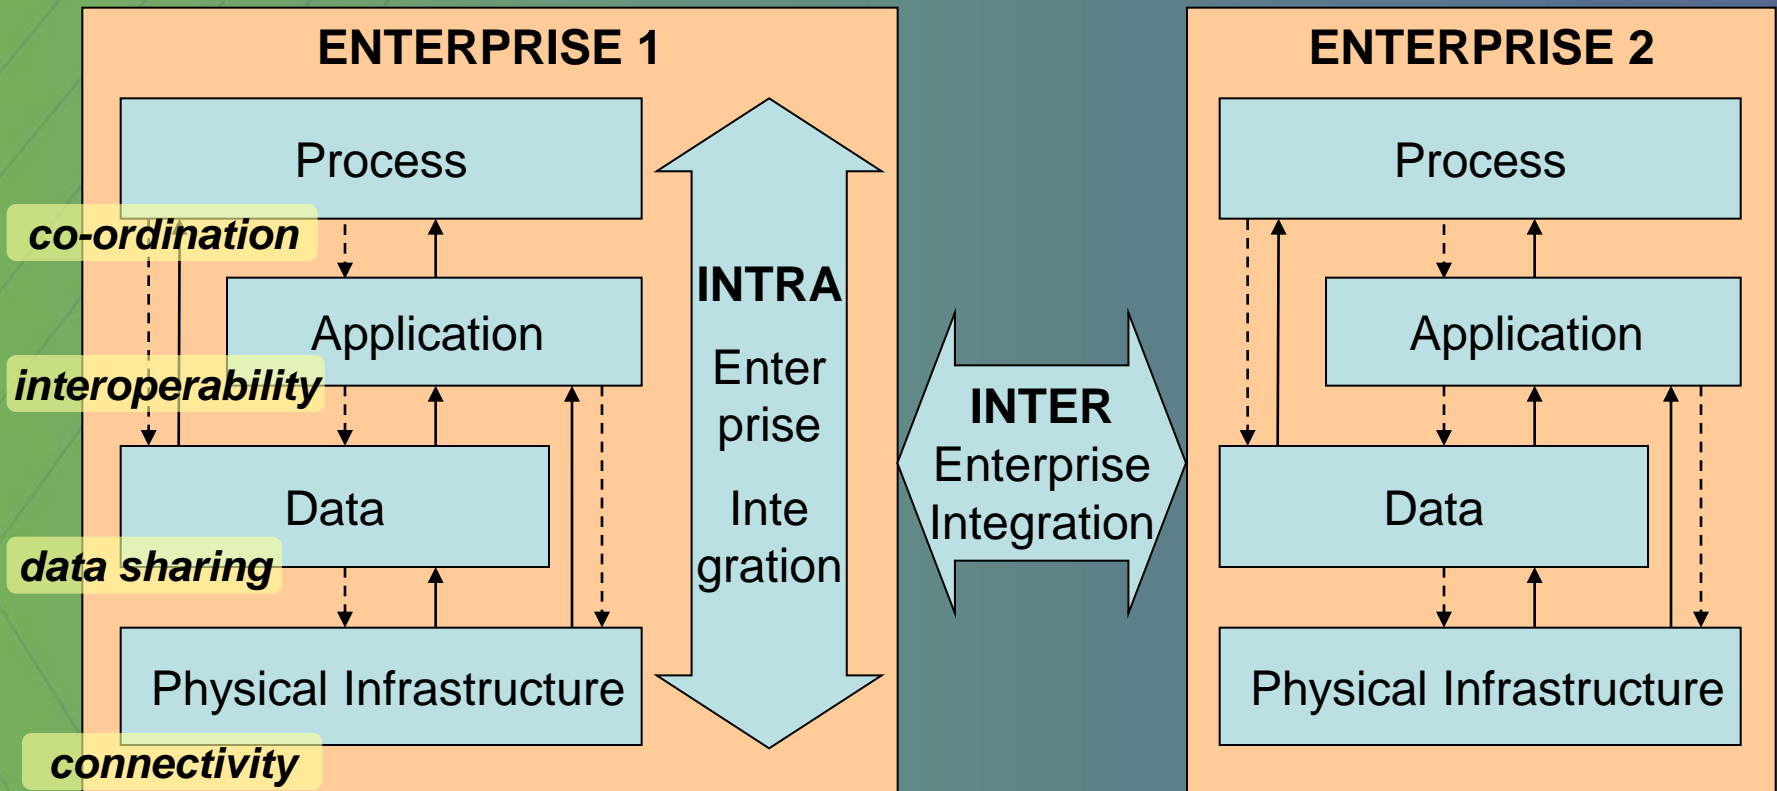 ENTERPRISE 1
Process
co-ordination
Application
interoperability
Data
data sharing
Physical Infrastructure
connectivity
INTRA
Enter
prise
Inte
gration
INTER
Enterprise
Integration
ENTERPRISE 2
Process
Application
Data
Physical Infrastructure